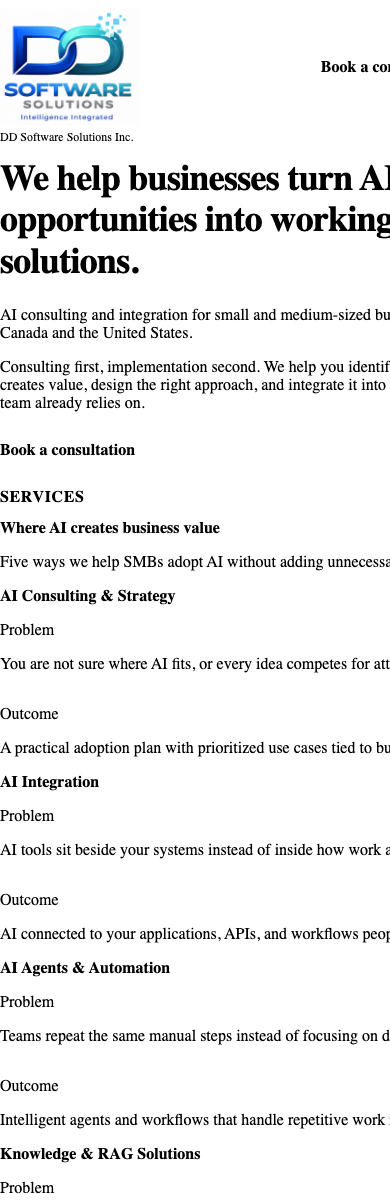 DD
SOFTWARE
SOLUTIONS
Intelligence Integrated
Book a
DD Software Solutions Inc.
We help businesses turn AI
opportunities into working
solutions.
AI consulting and integration for small and medium-sized
Canada and the United States.
Consulting first, implementation second. We help you
creates value, design the right approach, and integrate it into
team already relies on.
Book a consultation
SERVICES
Where AI creates business value
Five ways we help SMBs adopt AI without adding
AI Consulting & Strategy
Problem
You are not sure where AI fits, or every idea competes for
Outcome
A practical adoption plan with prioritized use cases tied to
AI Integration
Problem
AI tools sit beside your systems instead of inside how work
Outcome
AI connected to your applications, APIs, and workflows
AI Agents & Automation
Problem
Teams repeat the same manual steps instead of focusing on
Outcome
Intelligent agents and workflows that handle repetitive work
Knowledge & RAG Solutions
Problem